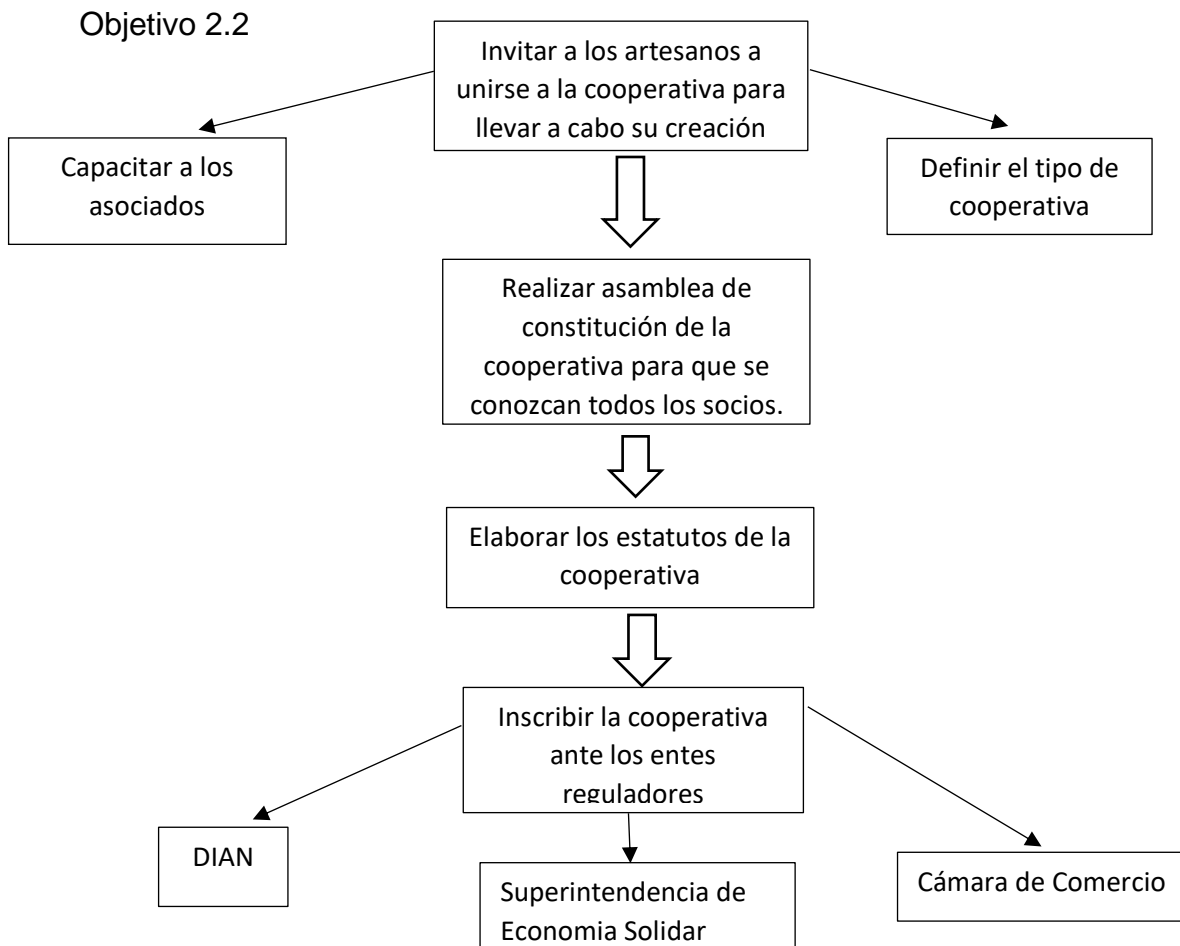 Objetivo 2.2
Invitar a los artesanos a
unirse a la cooperativa para
llevar a cabo su creación
Capacitar a los
asociados
Definir el tipo de
cooperativa
Realizar asamblea de
constitución de la
cooperativa para que se
conozcan todos los socios.
Elaborar los estatutos de la
cooperativa
Inscribir la cooperativa
ante los entes
reguladores
DIAN
Superintendencia de
Economia Solidar
Cámara de Comercio